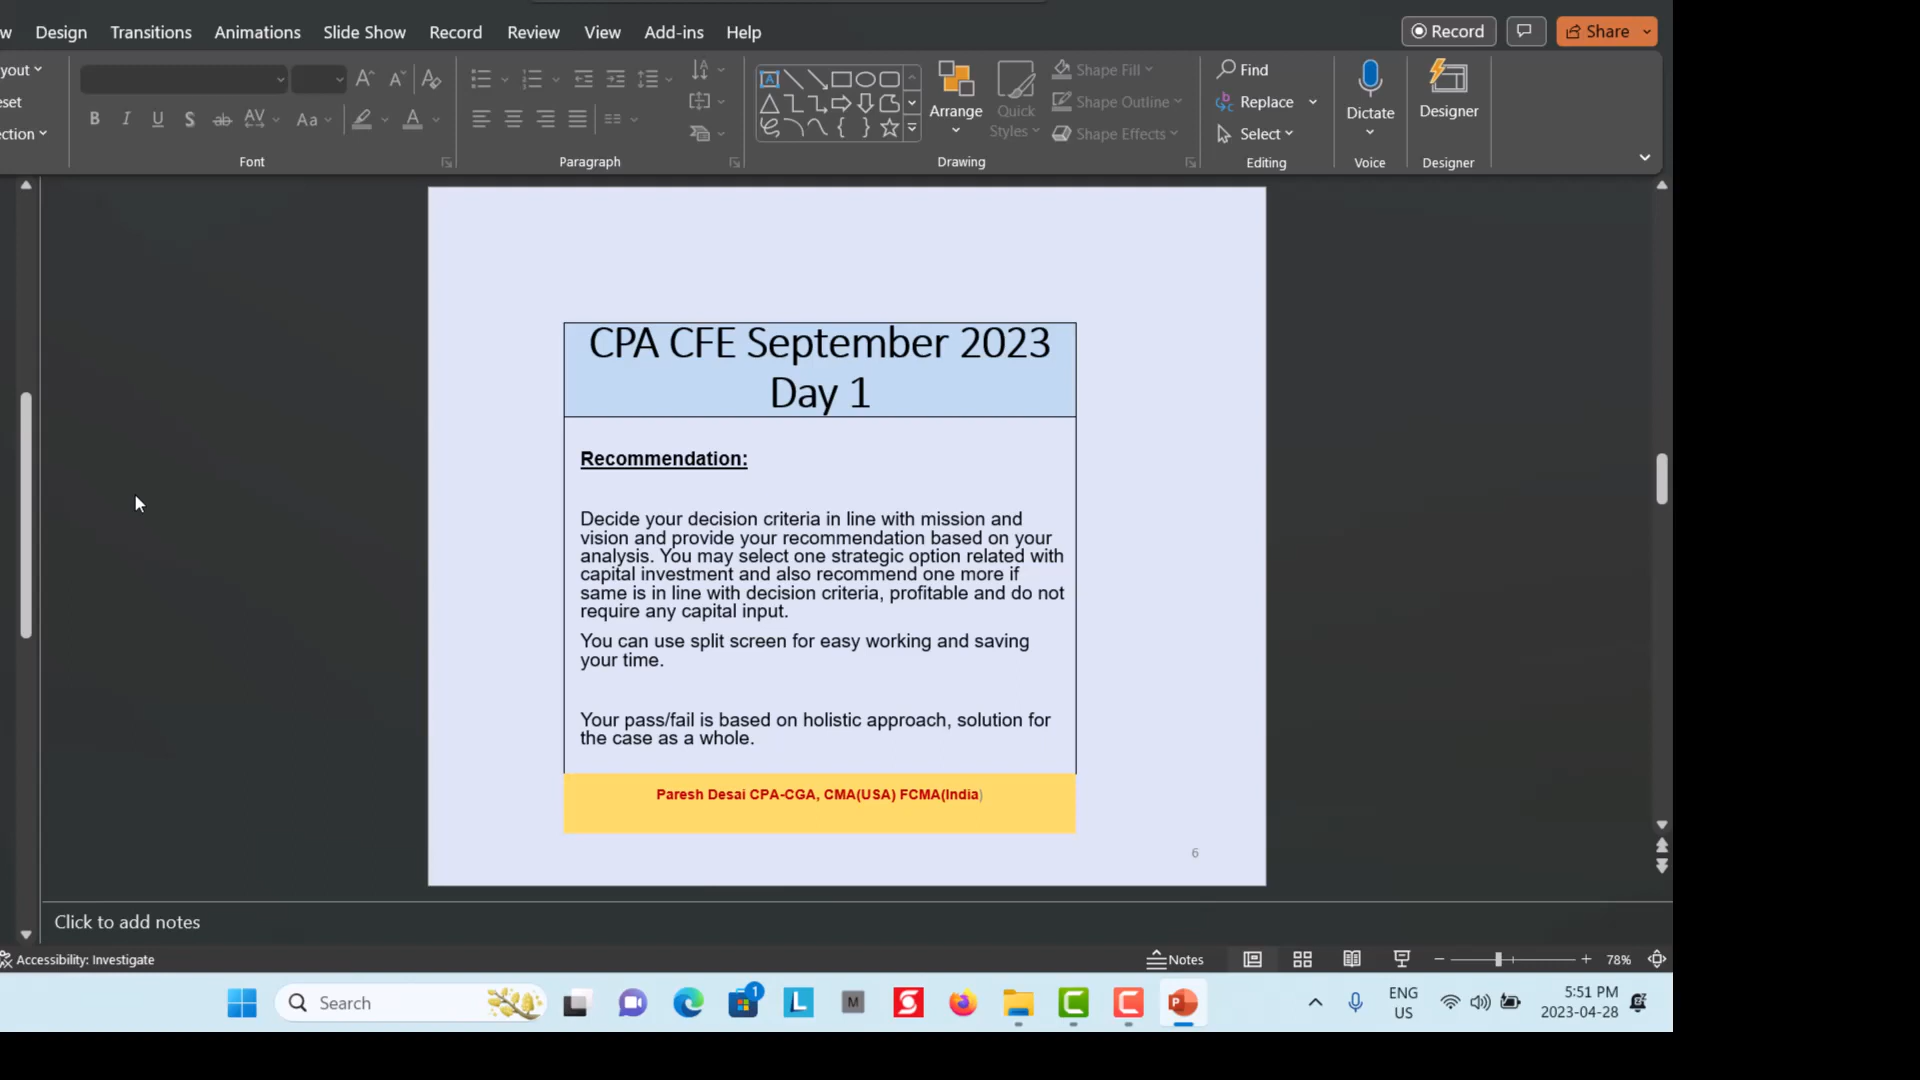 w Design Transitions Animations Slide Show Record Review View Add-ins Help Record Share
yout
eset
ection
Font
Paragraph
Arrange
Quick
Styles
Shape Fill
Shape Outline
Shape Effects
Drawing
Find
Replace
Select
Editing
Dictate
Voice
Designer
Designer
CPA CFE September 2023
Day 1
Recommendation:
Decide your decision criteria in line with mission and
vision and provide your recommendation based on your
analysis. You may select one strategic option related with
capital investment and also recommend one more if
same is in line with decision criteria, profitable and do not
require any capital input.
You can use split screen for easy working and saving
your time.
Your pass/fail is based on holistic approach, solution for
the case as a whole.
Paresh Desai CPA-CGA, CMA(USA) FCMA(India)
6
Click to add notes
Accessibility: Investigate
Notes
78%
Search
1
ENG
US
5:51 PM
2023-04-28